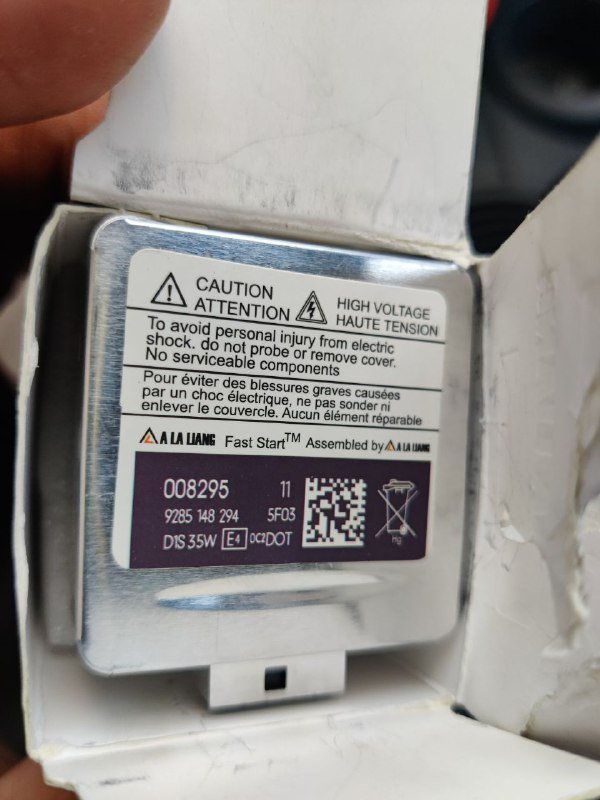 CAUTION
ATTENTION
HIGH VOLTAGE
HAUTE TENSION
To avoid personal injury from electric
shock. do not probe or remove cover.
No serviceable components
Pour éviter des blessures graves causées
par un choc électrique, ne pas sonder ni
enlever le couvercle. Aucun élément réparable
A LA LIANG Fast Start™ Assembled by A LA LIANG
008295 11
9285 148 294 5F03
D1S 35W E4 0C2DOT
Hg